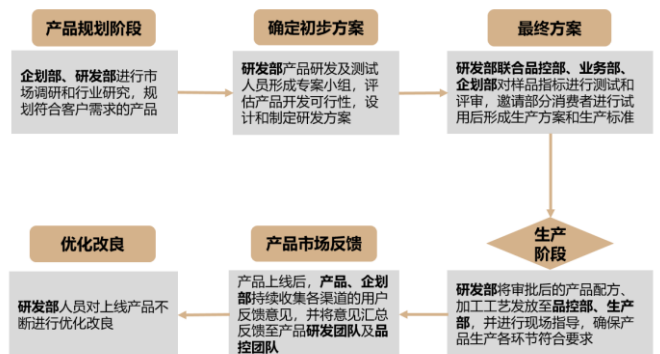 产品规划阶段
企划部、研发部进行市
场调研和行业研究，规
划符合客户需求的产品
确定初步方案
研发部产品研发及测试
人员形成专案小组，评
估产品开发可行性，设
计和制定研发方案
最终方案
研发部联合品控部、业务部、
企划部对样品指标进行测试和
评审，邀请部分消费者进行试
用后形成生产方案和生产标准
生产
阶段
研发部将审批后的产品配方、
加工工艺发放至品控部、生产
部，并进行现场指导，确保产
品生产各环节符合要求
产品市场反馈
产品上线后，产品、企划
部持续收集各渠道的用户
反馈意见，并将意见汇总
反馈至产品研发团队及品
控团队
优化改良
研发部人员对上线产品不
断进行优化改良